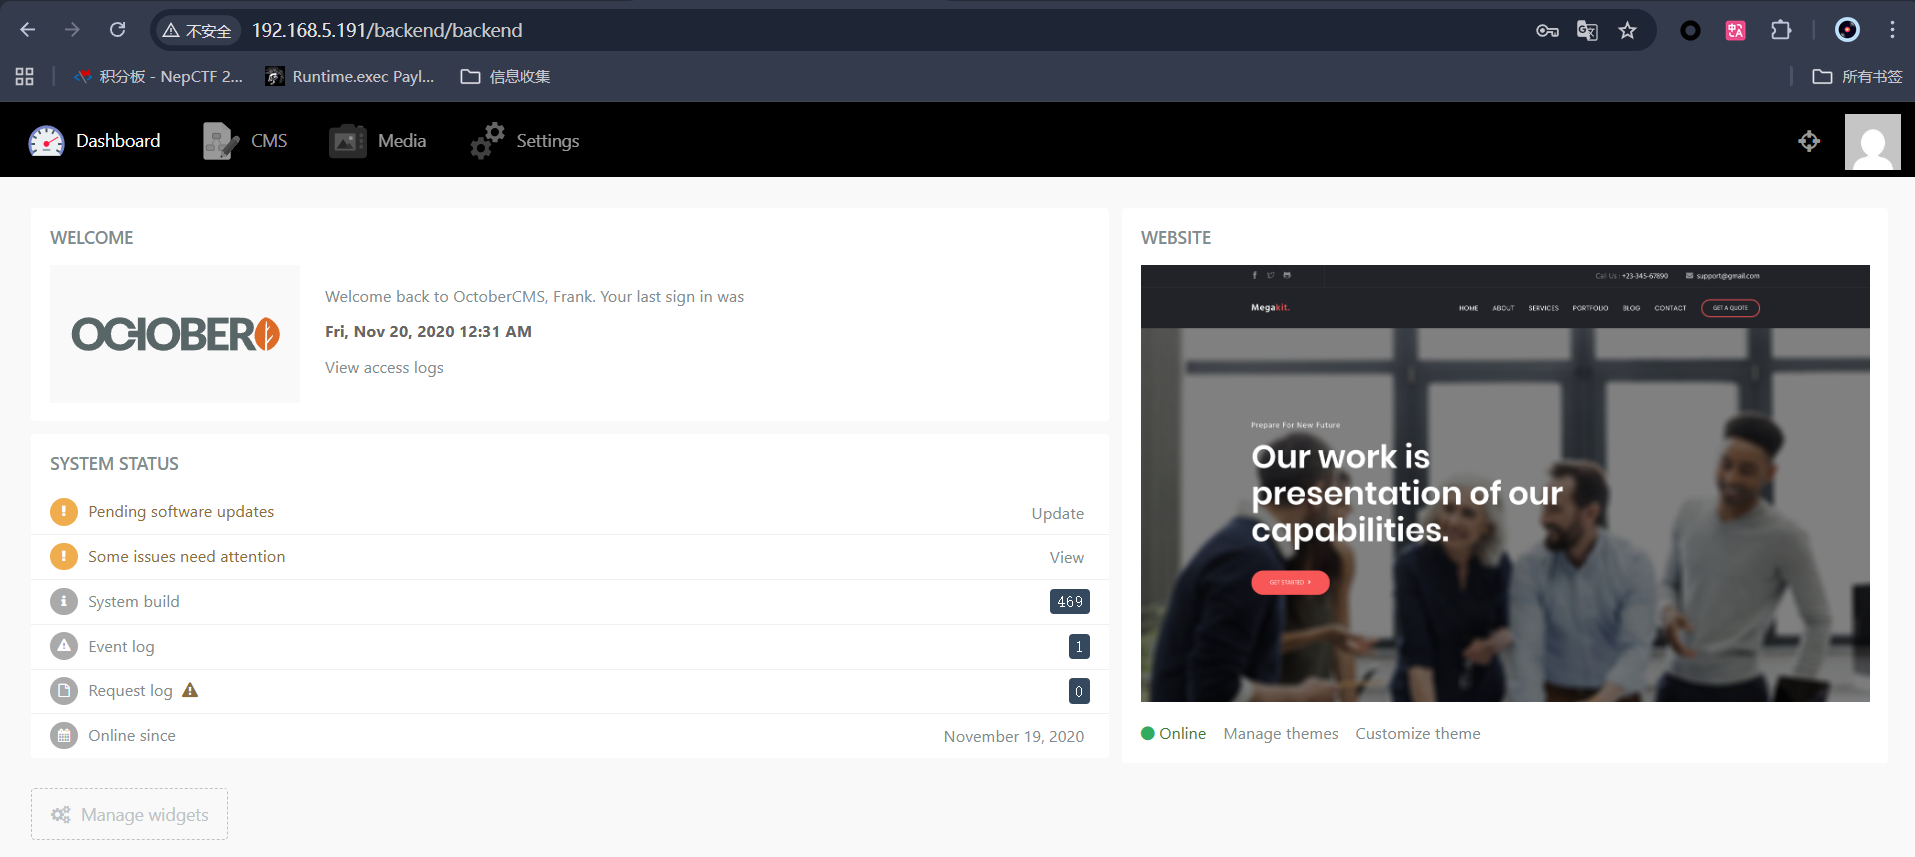 不安全 192.168.5.191/backend/backend
积分板 - NepCTF 2... Runtime.exec Payl... 信息收集 所有书签
Dashboard CMS Media Settings
WELCOME
OCTOBER
Welcome back to OctoberCMS, Frank. Your last sign in was
Fri, Nov 20, 2020 12:31 AM
View access logs
SYSTEM STATUS
Pending software updates Update
Some issues need attention View
System build 469
Event log 1
Request log 0
Online since November 19, 2020
Manage widgets
WEBSITE
Call Us : +23-345-67890 support@gmail.com
Megakit. HOME ABOUT SERVICES PORTFOLIO BLOG CONTACT GET A QUOTE
Prepare For New Future
Our work is
presentation of our
capabilities.
GET STARTED
Online Manage themes Customize theme